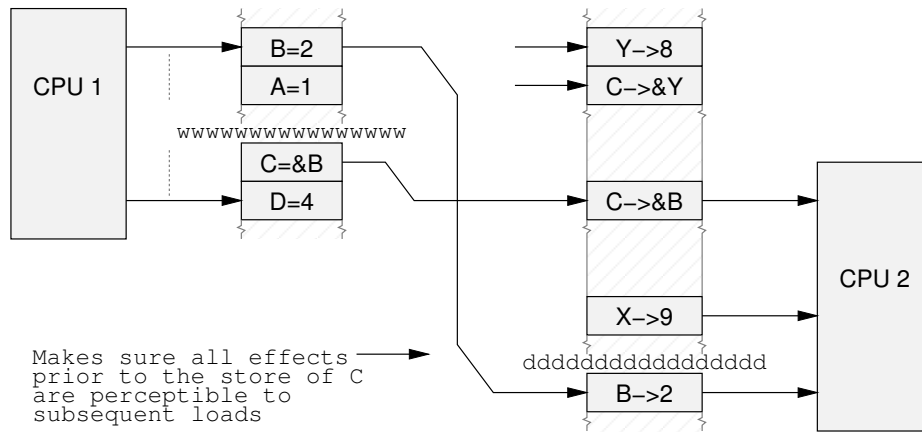 B=2
Y->8
CPU 1
A=1
C->&Y
wwwwwwwwwwwwwwwww
C=&B
D=4
C->&B
CPU 2
X->9
Makes sure all effects
prior to the store of C
are perceptible to
subsequent loads
ddddddddddddddddd
B->2